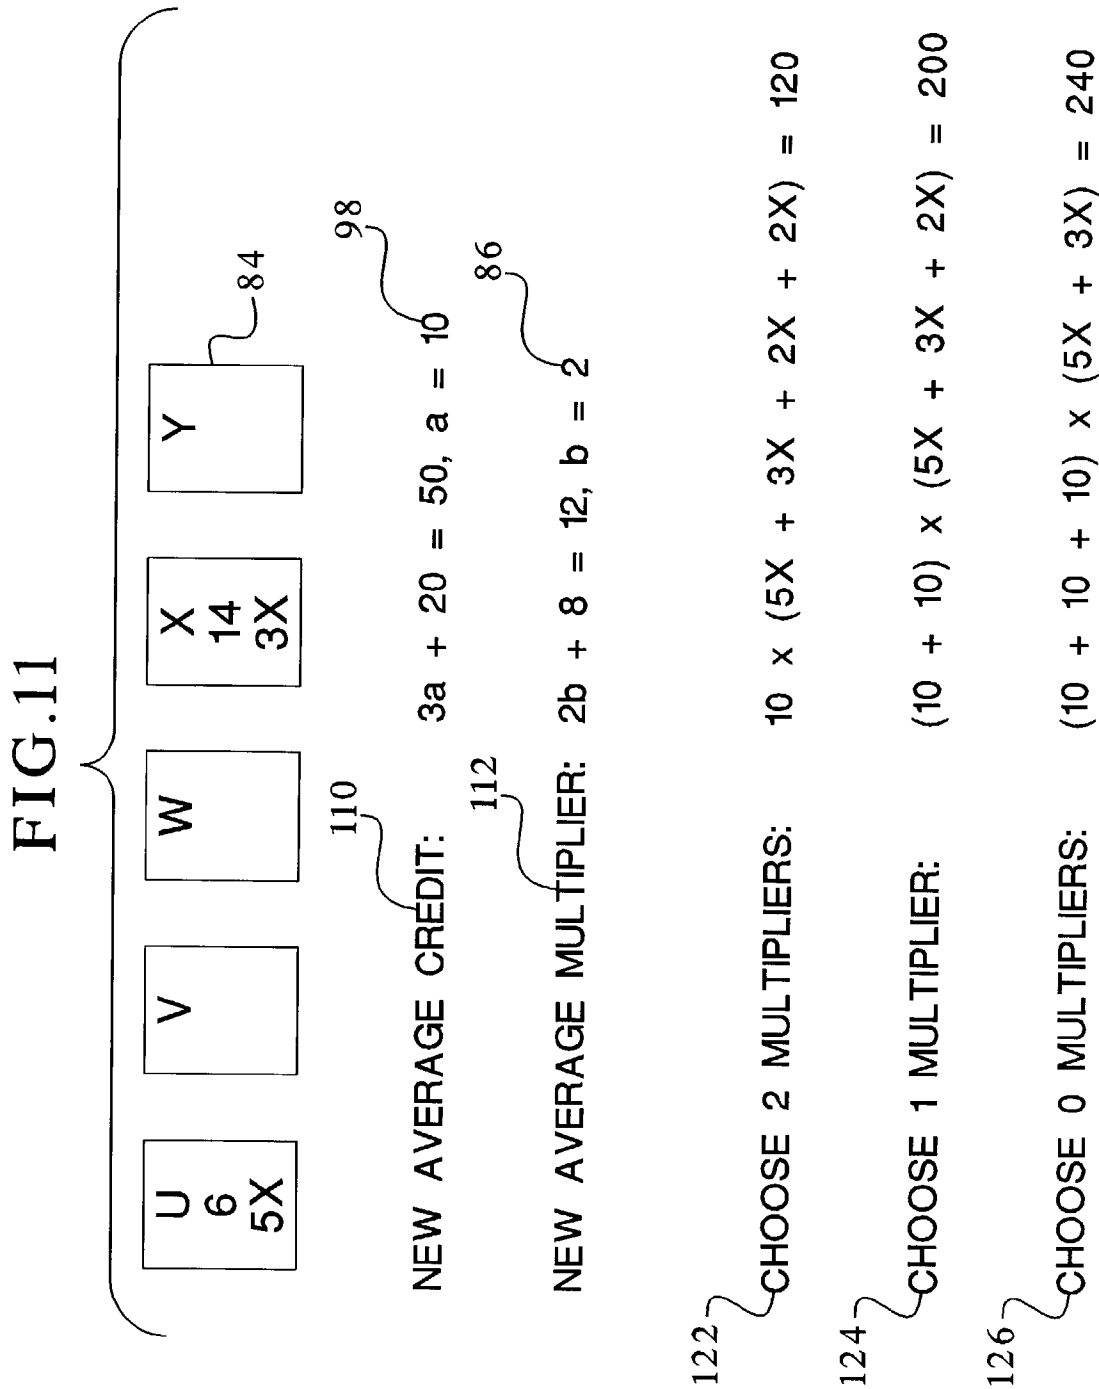 FIG.11
U V W X Y
6 14
5X 3X
84
98
110
NEW AVERAGE CREDIT: 3a + 20 = 50, a = 10
86
112
NEW AVERAGE MULTIPLIER: 2b + 8 = 12, b = 2
122
CHOOSE 2 MULTIPLIERS: 10 x (5X + 3X + 2X + 2X) = 120
124
CHOOSE 1 MULTIPLIER: (10 + 10) x (5X + 3X + 2X) = 200
126
CHOOSE 0 MULTIPLIERS: (10 + 10 + 10) x (5X + 3X) = 240